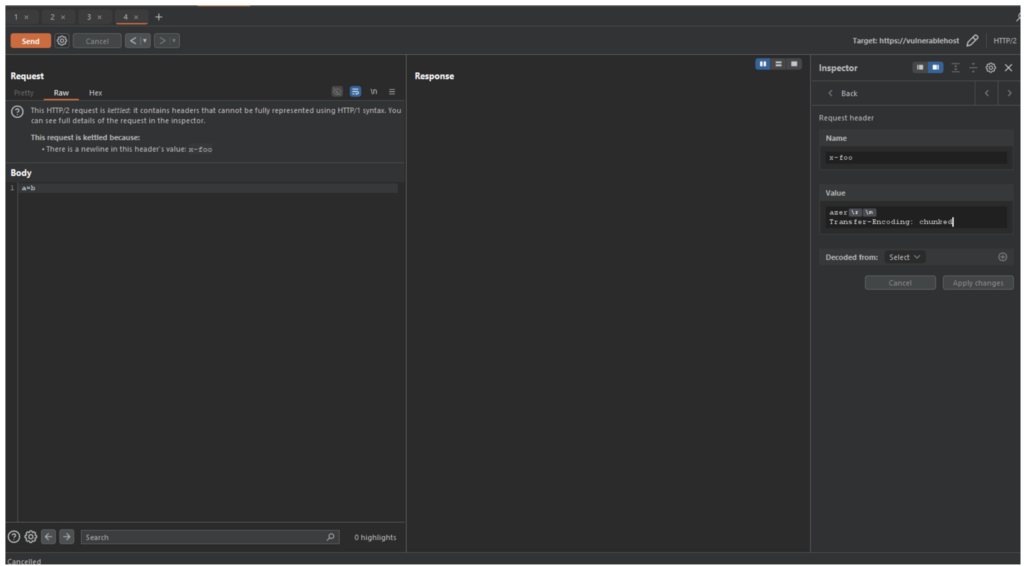 1 × 2 × 3 × 4 × +
Send Cancel < > Target: https://vulnerablehost HTTP/2
Request
Pretty Raw Hex \n
This HTTP/2 request is kettled: it contains headers that cannot be fully represented using HTTP/1 syntax. You
can see full details of the request in the inspector.
This request is kettled because:
• There is a newline in this header's value: x-foo
Body
1 a=b
Search 0 highlights
Cancelled
Response
Inspector
< Back < >
Request header
Name
x-foo
Value
azer \r \n
Transfer-Encoding: chunked
Decoded from: Select
Cancel Apply changes